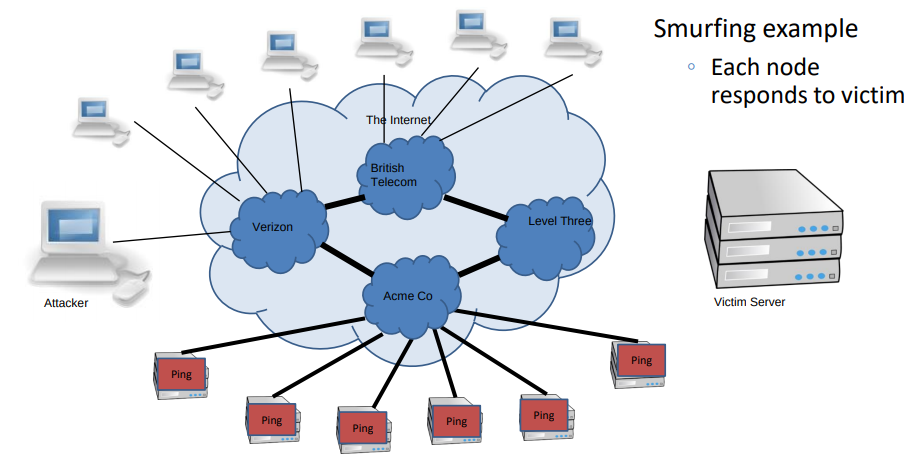 Smurfing example
◦ Each node
responds to victim
The Internet
British
Telecom
Verizon
Level Three
Acme Co
Attacker
Victim Server
Ping
Ping
Ping
Ping
Ping
Ping